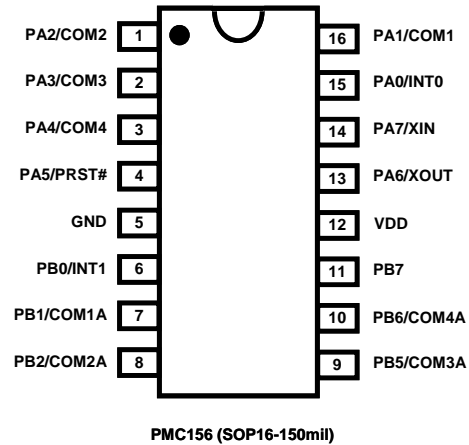 PA2/COM2 1 16 PA1/COM1
PA3/COM3 2 15 PA0/INT0
PA4/COM4 3 14 PA7/XIN
PA5/PRST# 4 13 PA6/XOUT
GND 5 12 VDD
PB0/INT1 6 11 PB7
PB1/COM1A 7 10 PB6/COM4A
PB2/COM2A 8 9 PB5/COM3A
PMC156 (SOP16-150mil)